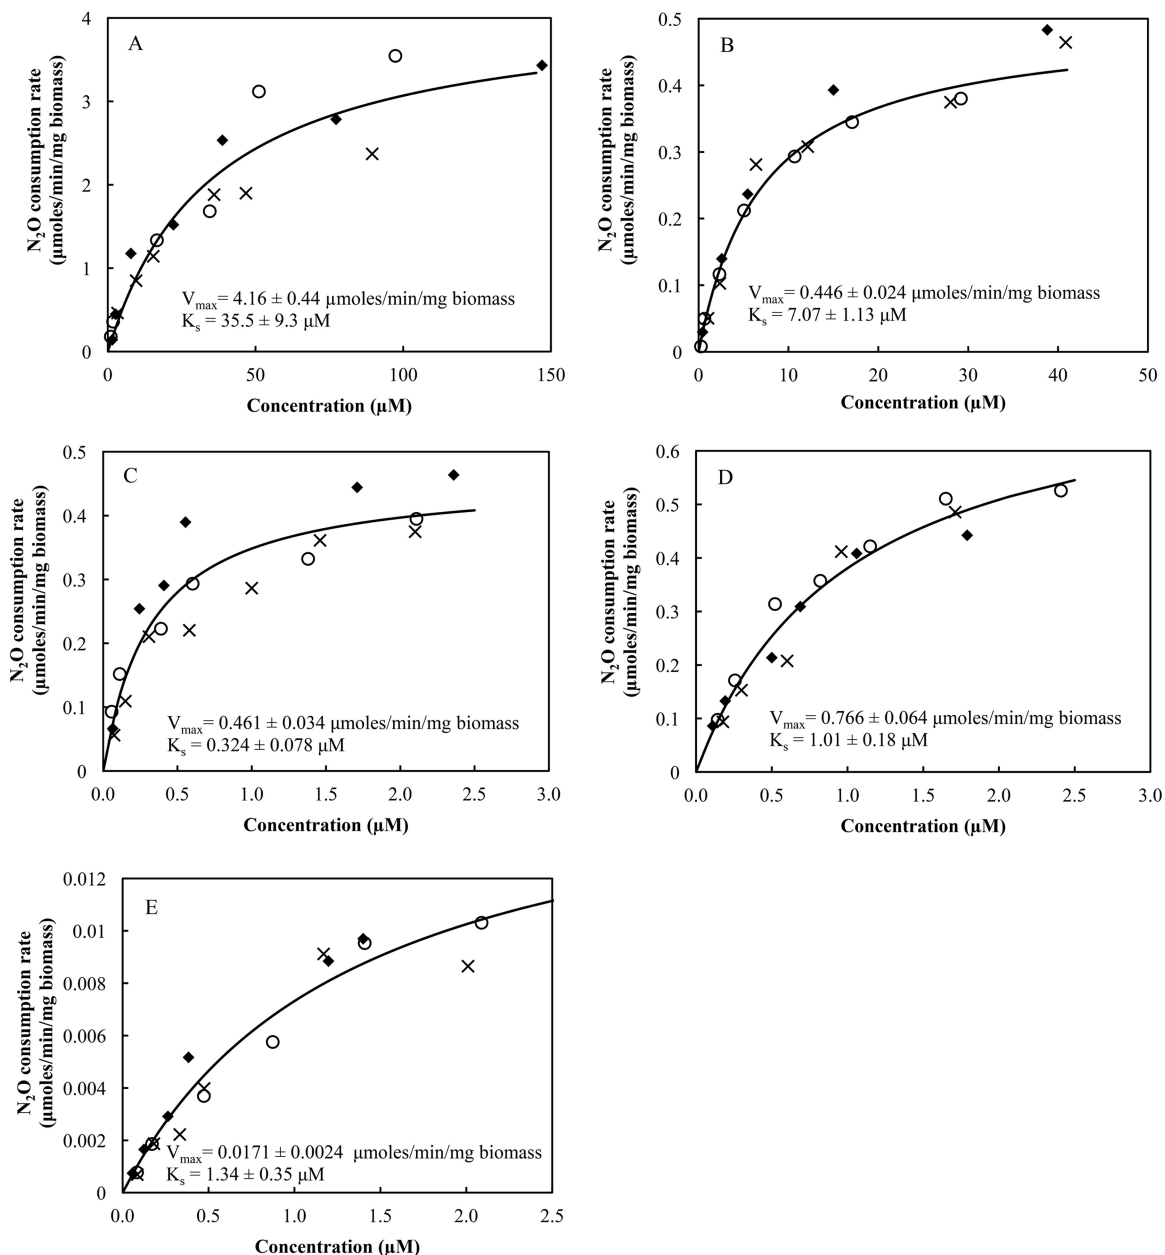 A
N2O consumption rate
(µmoles/min/mg biomass)
4
3
2
1
0
Vmax= 4.16 ± 0.44 µmoles/min/mg biomass
Ks = 35.5 ± 9.3 µM
0 50 100 150
Concentration (µM)
B
N2O consumption rate
(µmoles/min/mg biomass)
0.5
0.4
0.3
0.2
0.1
0
Vmax= 0.446 ± 0.024 µmoles/min/mg biomass
Ks = 7.07 ± 1.13 µM
0 10 20 30 40 50
Concentration (µM)
C
N2O consumption rate
(µmoles/min/mg biomass)
0.5
0.4
0.3
0.2
0.1
0
Vmax= 0.461 ± 0.034 µmoles/min/mg biomass
Ks = 0.324 ± 0.078 µM
0.0 0.5 1.0 1.5 2.0 2.5 3.0
Concentration (µM)
D
N2O consumption rate
(µmoles/min/mg biomass)
0.6
0.5
0.4
0.3
0.2
0.1
0
Vmax= 0.766 ± 0.064 µmoles/min/mg biomass
Ks = 1.01 ± 0.18 µM
0.0 0.5 1.0 1.5 2.0 2.5 3.0
Concentration (µM)
E
N2O consumption rate
(µmoles/min/mg biomass)
0.012
0.01
0.008
0.006
0.004
0.002
0
Vmax= 0.0171 ± 0.0024 µmoles/min/mg biomass
Ks = 1.34 ± 0.35 µM
0.0 0.5 1.0 1.5 2.0 2.5
Concentration (µM)